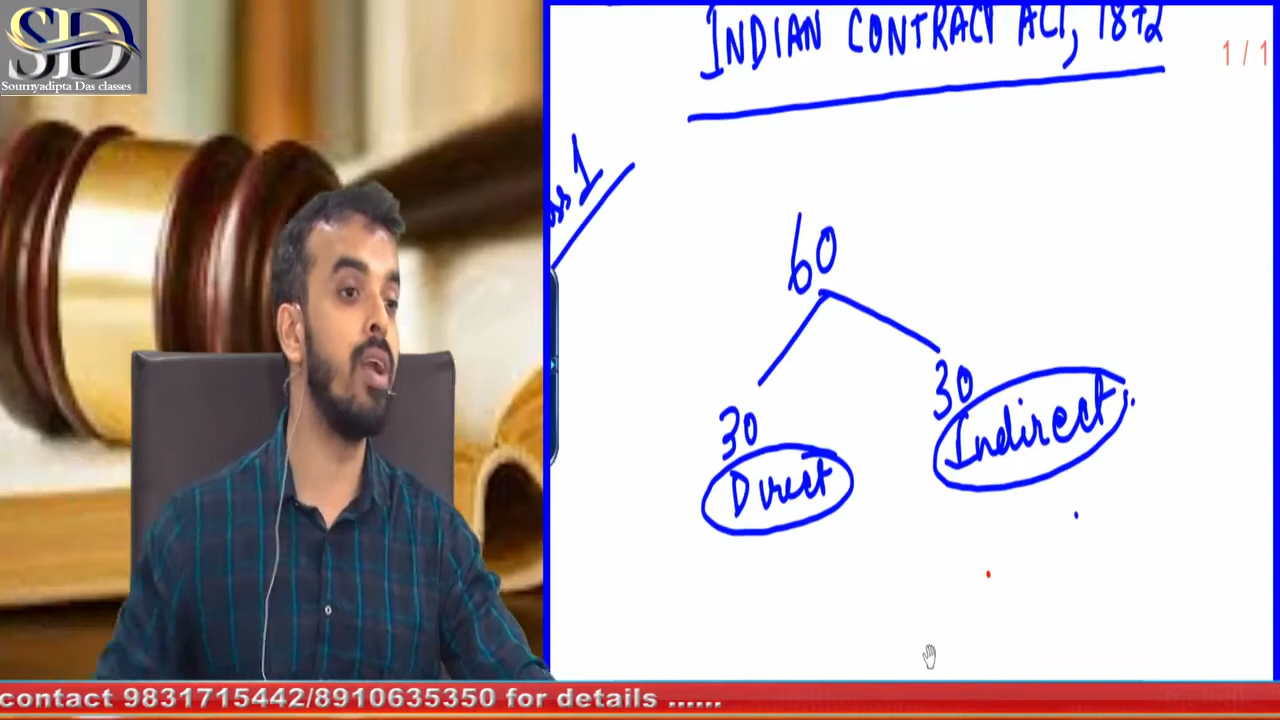 SD
Soumyadipta Das classes
INDIAN CONTRACT ACT, 1872
1 / 1
60
30
Direct
30
Indirect
contact 9831715442/8910635350 for details ......